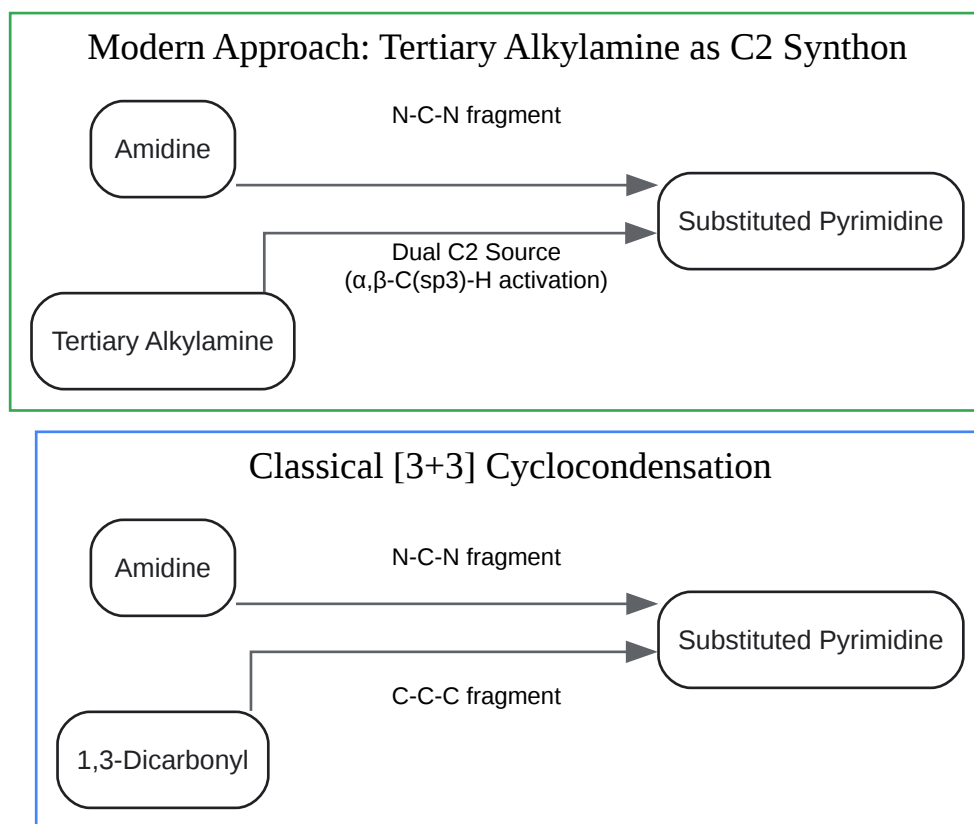 Modern Approach: Tertiary Alkylamine as C2 Synthon
N-C-N fragment
Amidine
Substituted Pyrimidine
Dual C2 Source
(α,β-C(sp3)-H activation)
Tertiary Alkylamine
Classical [3+3] Cyclocondensation
N-C-N fragment
Amidine
Substituted Pyrimidine
C-C-C fragment
1,3-Dicarbonyl